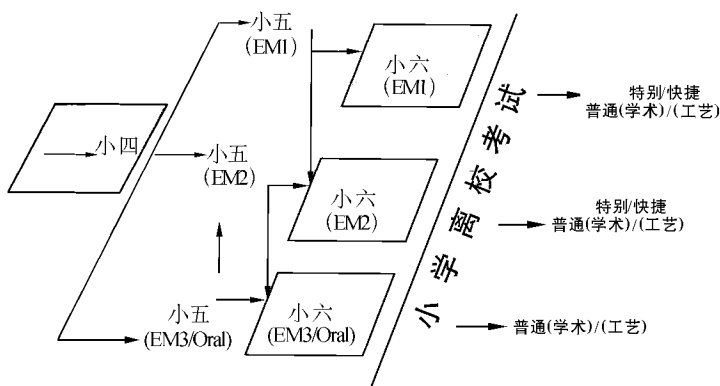 小五
(EM1)
小六
(EM1)
小四
小五
(EM2)
小六
(EM2)
小五
(EM3/Oral)
小六
(EM3/Oral)
小学离校考试
特别/快捷
普通(学术)/(工艺)
特别/快捷
普通(学术)/(工艺)
普通(学术)/(工艺)